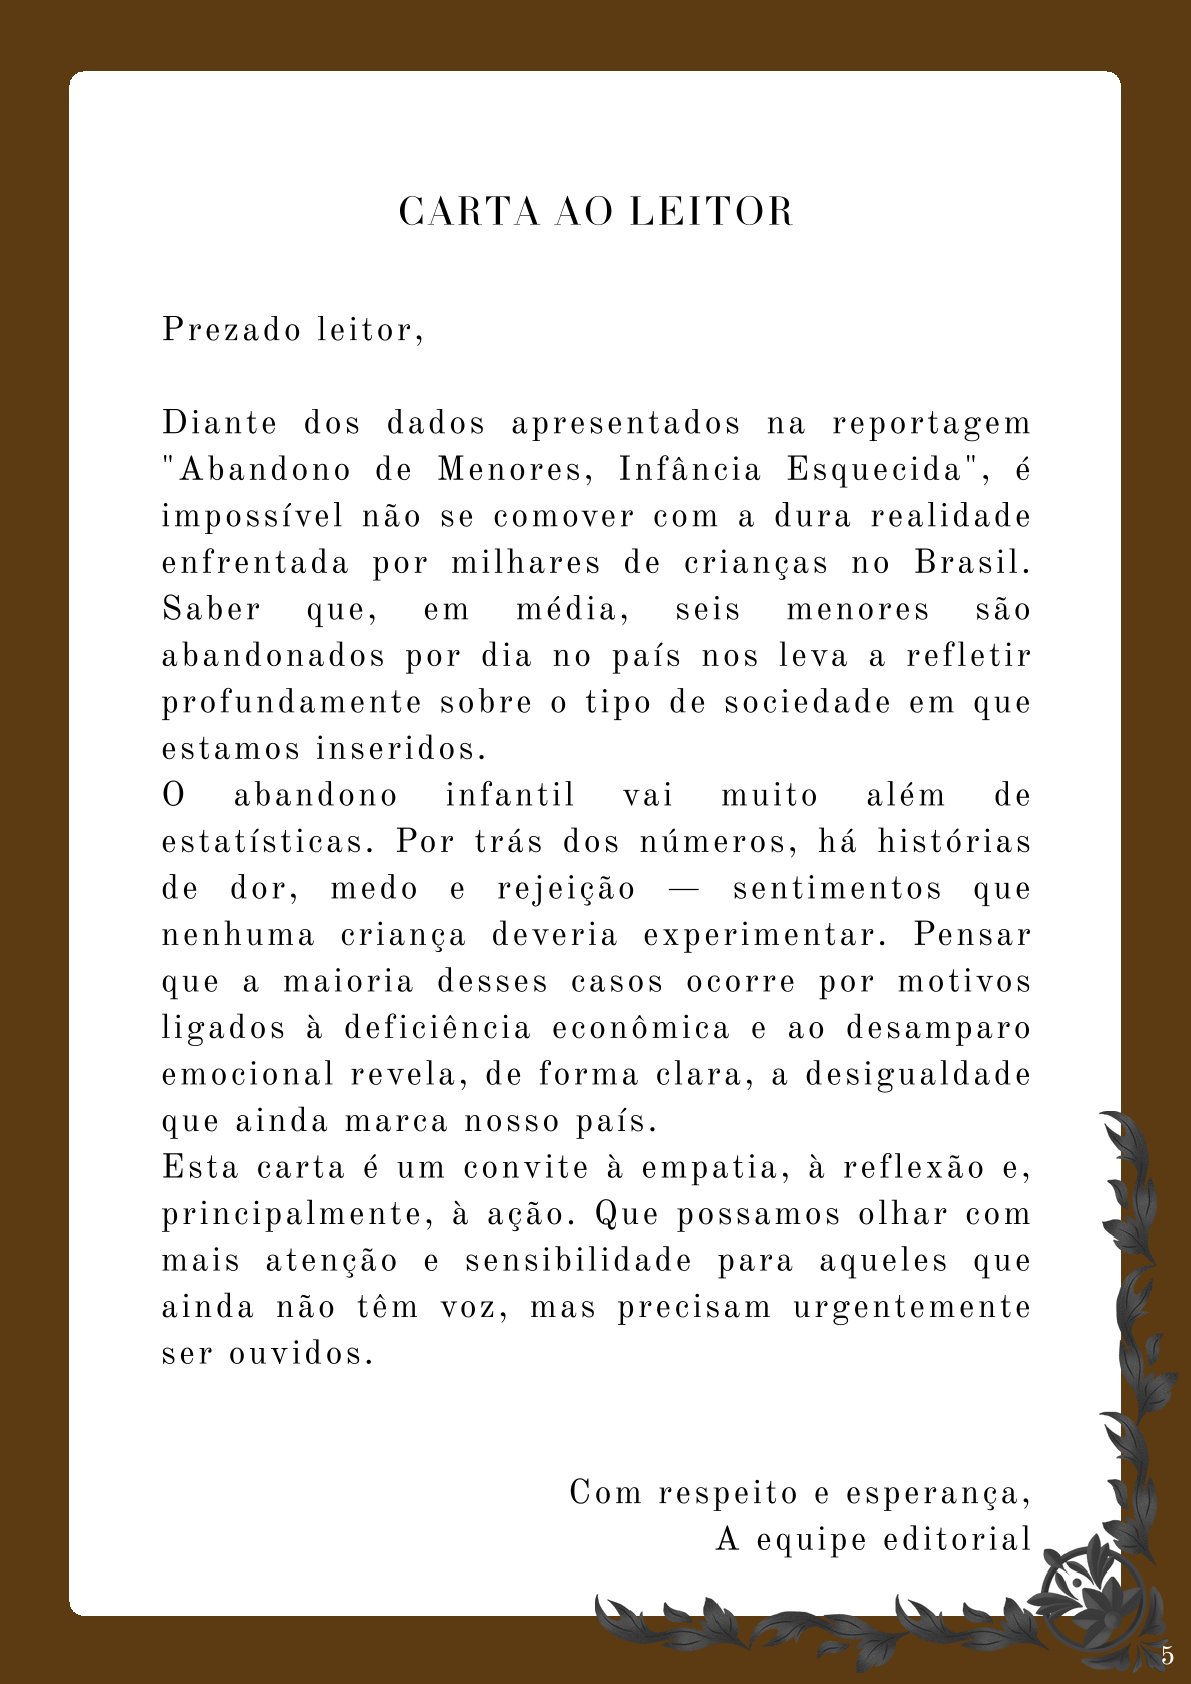 CARTA AO LEITOR
Prezado leitor,
Diante dos dados apresentados na reportagem
"Abandono de Menores, Infância Esquecida", é
impossível não se comover com a dura realidade
enfrentada por milhares de crianças no Brasil.
Saber que, em média, seis menores são
abandonados por dia no país nos leva a refletir
profundamente sobre o tipo de sociedade em que
estamos inseridos.
O abandono infantil vai muito além de
estatísticas. Por trás dos números, há histórias
de dor, medo e rejeição — sentimentos que
nenhuma criança deveria experimentar. Pensar
que a maioria desses casos ocorre por motivos
ligados à deficiência econômica e ao desamparo
emocional revela, de forma clara, a desigualdade
que ainda marca nosso país.
Esta carta é um convite à empatia, à reflexão e,
principalmente, à ação. Que possamos olhar com
mais atenção e sensibilidade para aqueles que
ainda não têm voz, mas precisam urgentemente
ser ouvidos.
Com respeito e esperança,
A equipe editorial
5